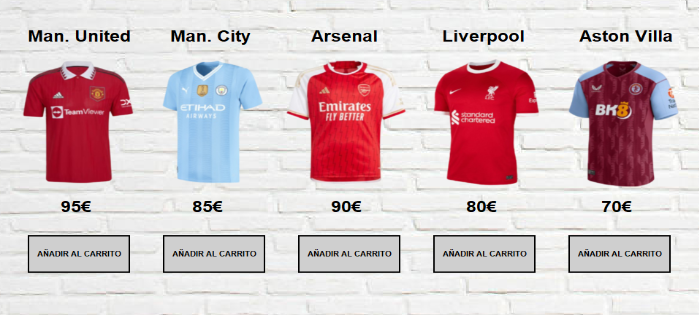 Man. United
Man. City
Arsenal
Liverpool
Aston Villa
TeamViewer
ETIHAD
AIRWAYS
Emirates
FLY BETTER
standard
chartered
BK8
95€
85€
90€
80€
70€
AÑADIR AL CARRITO
AÑADIR AL CARRITO
AÑADIR AL CARRITO
AÑADIR AL CARRITO
AÑADIR AL CARRITO